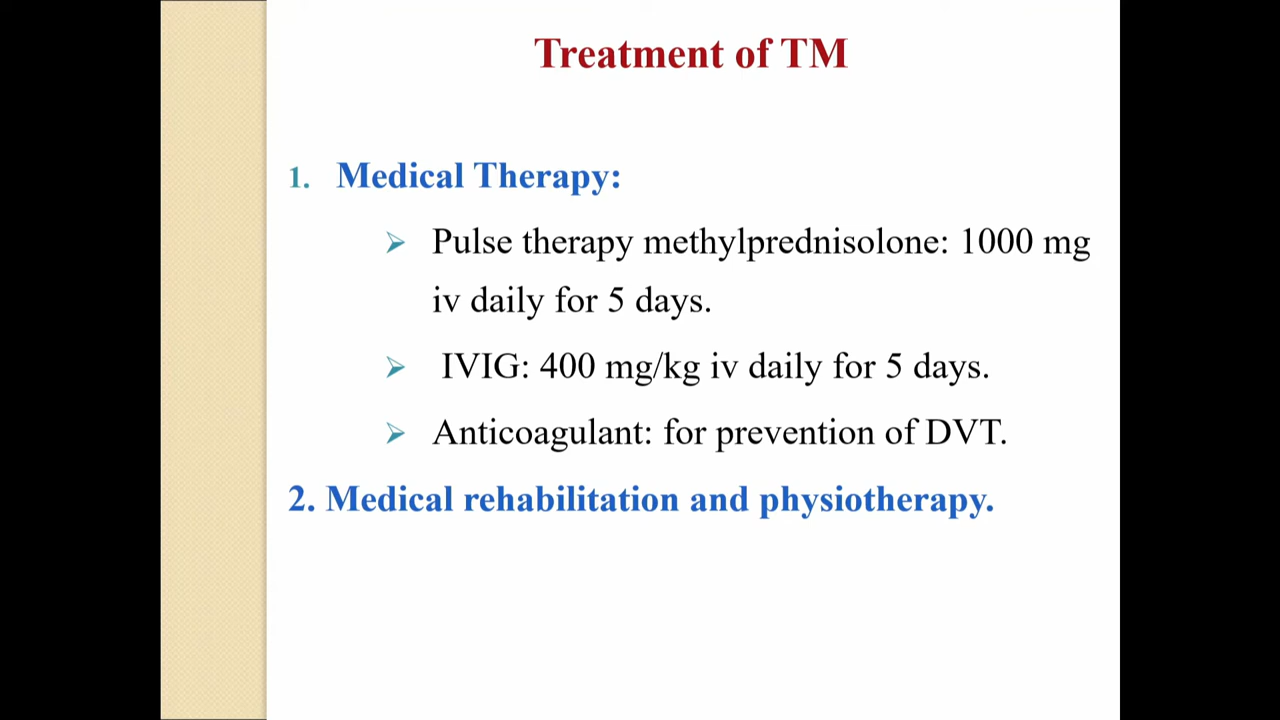 Treatment of TM
1. Medical Therapy:
➢ Pulse therapy methylprednisolone: 1000 mg
iv daily for 5 days.
➢ IVIG: 400 mg/kg iv daily for 5 days.
➢ Anticoagulant: for prevention of DVT.
2. Medical rehabilitation and physiotherapy.